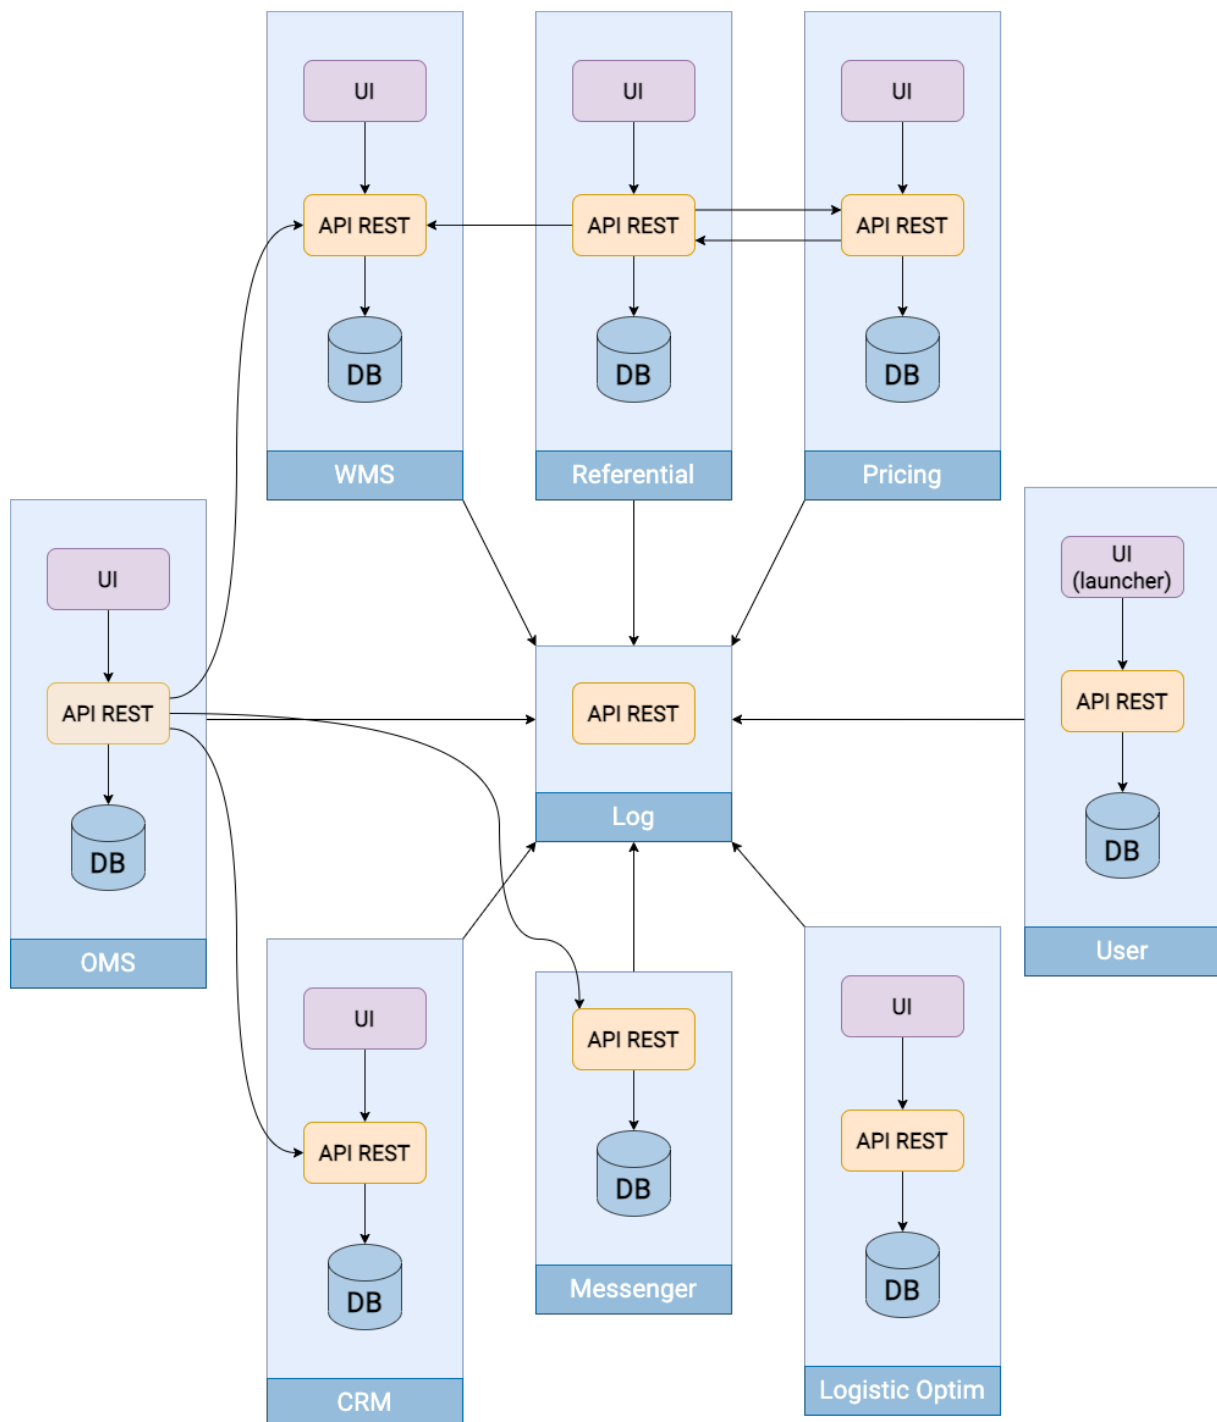 UI
API REST
DB
WMS
UI
API REST
DB
Referential
UI
API REST
DB
Pricing
UI
API REST
DB
OMS
API REST
Log
UI
(launcher)
API REST
DB
User
UI
API REST
DB
CRM
API REST
DB
Messenger
UI
API REST
DB
Logistic Optim